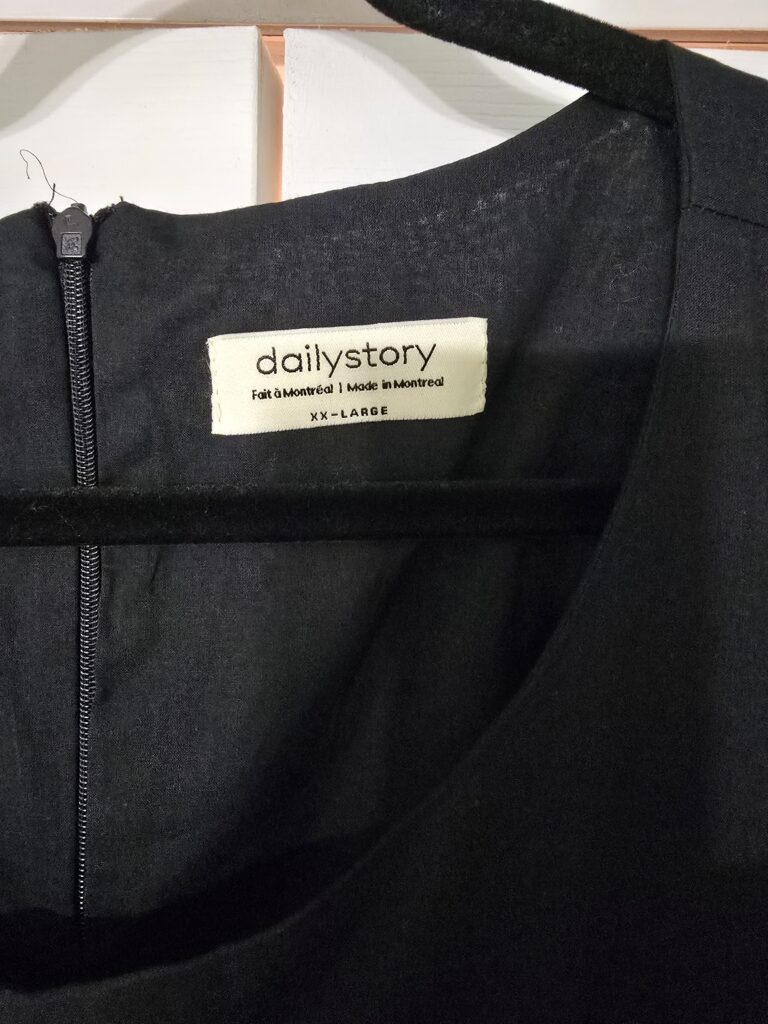 dailystory
Fait à Montréal | Made in Montreal
XX-LARGE